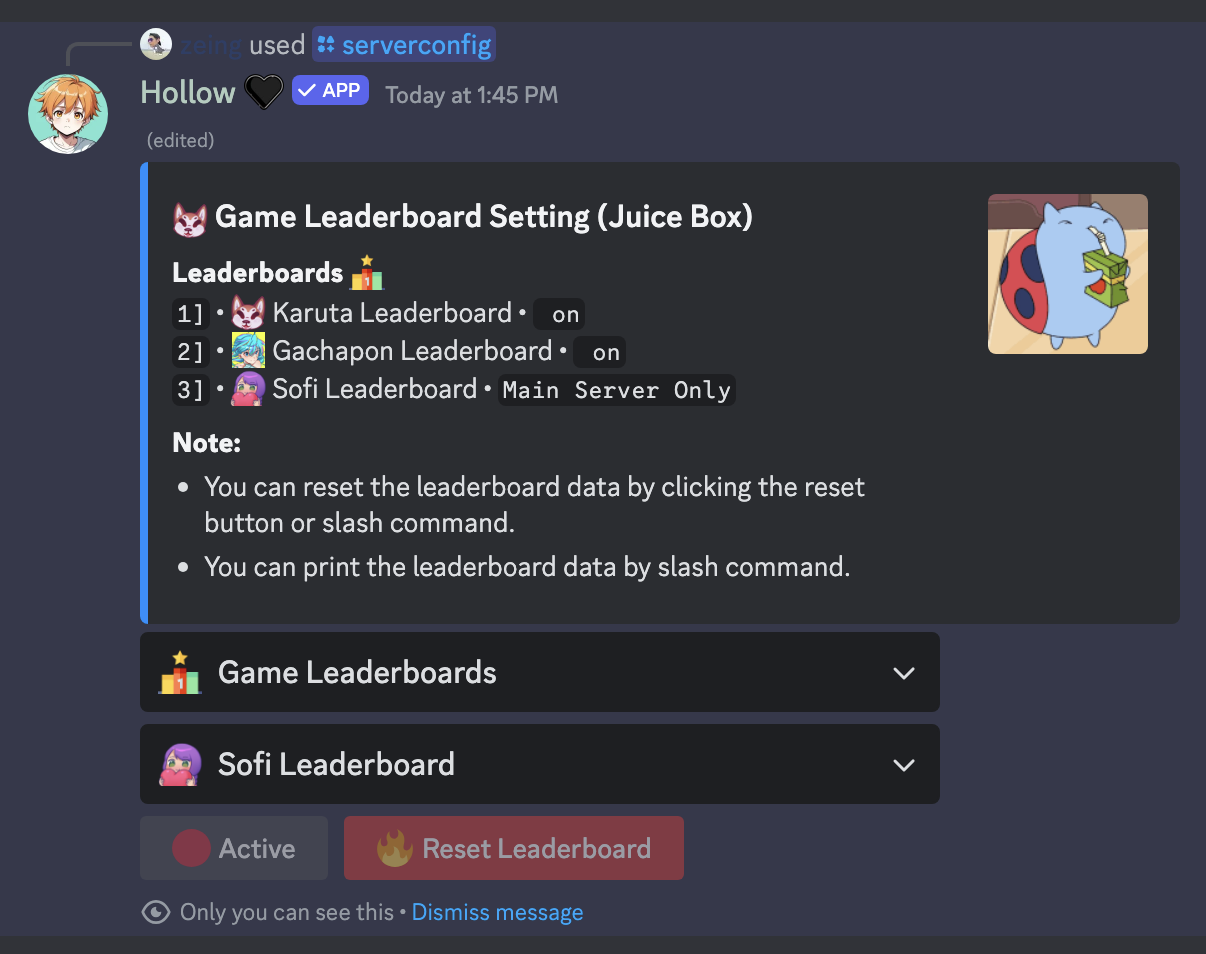 zeing used serverconfig
Hollow APP Today at 1:45 PM
(edited)
Game Leaderboard Setting (Juice Box)
Leaderboards
1] • Karuta Leaderboard • on
2] • Gachapon Leaderboard • on
3] • Sofi Leaderboard • Main Server Only
Note:
• You can reset the leaderboard data by clicking the reset
button or slash command.
• You can print the leaderboard data by slash command.
Game Leaderboards
Sofi Leaderboard
Active Reset Leaderboard
Only you can see this • Dismiss message